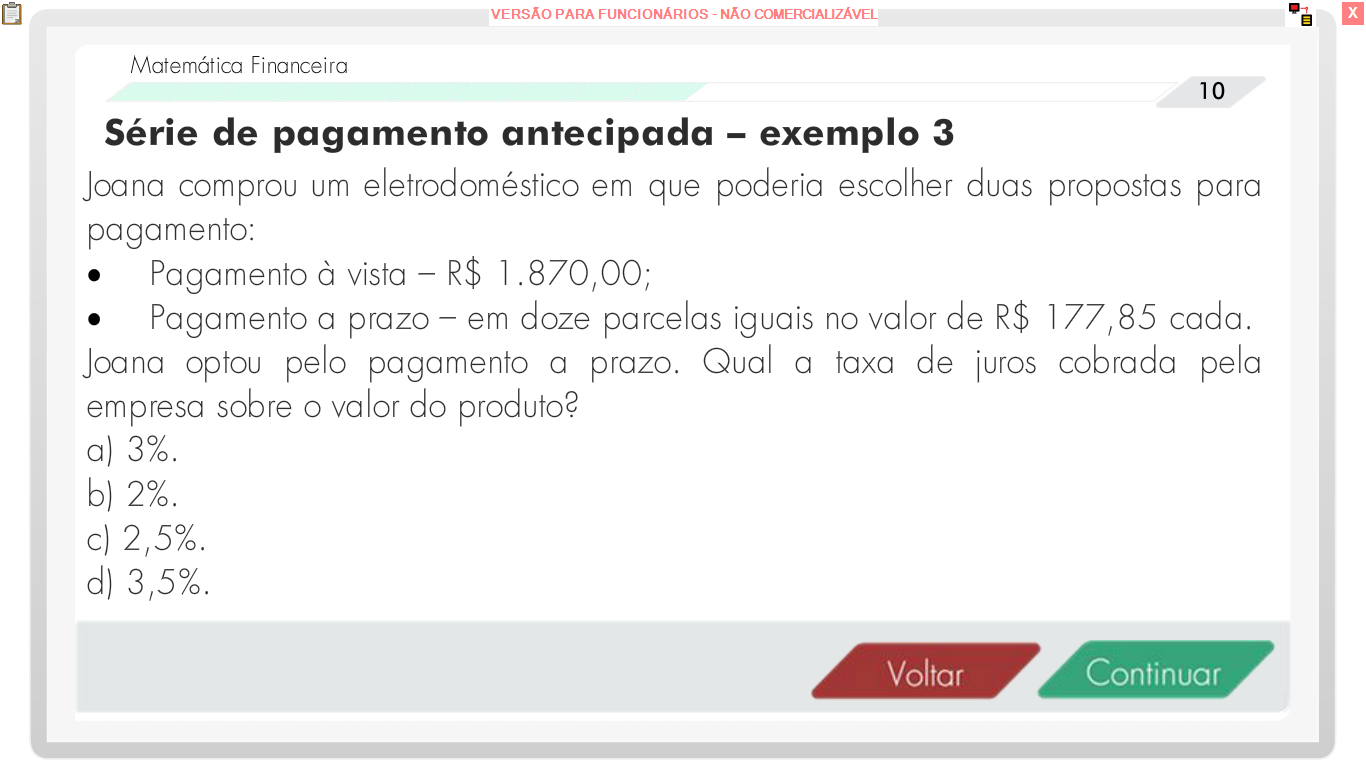 VERSÃO PARA FUNCIONÁRIOS - NÃO COMERCIALIZÁVEL
X
Matemática Financeira
10
Série de pagamento antecipada – exemplo 3
Joana comprou um eletrodoméstico em que poderia escolher duas propostas para
pagamento:
• Pagamento à vista – R$ 1.870,00;
• Pagamento a prazo – em doze parcelas iguais no valor de R$ 177,85 cada.
Joana optou pelo pagamento a prazo. Qual a taxa de juros cobrada pela
empresa sobre o valor do produto?
a) 3%.
b) 2%.
c) 2,5%.
d) 3,5%.
Voltar
Continuar